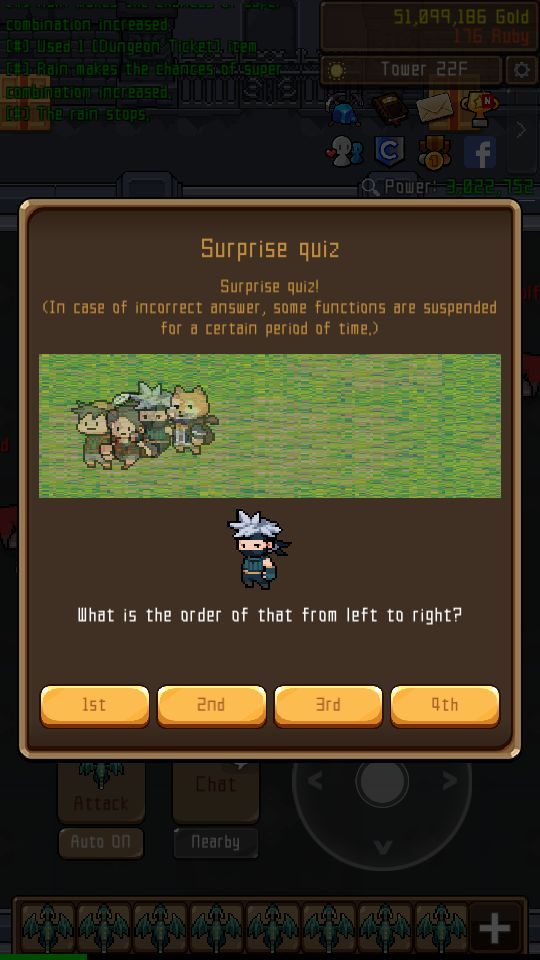 combination increased.
[#] Used 1 [Dungeon Ticket] item.
[#] Rain makes the chances of super
combination increased.
[#] The rain stops.
51,099,186 Gold
176 Ruby
Tower 22F
N
C
f
Power: 3,022,752
Surprise quiz
Surprise quiz!
(In case of incorrect answer, some functions are suspended
for a certain period of time.)
What is the order of that from left to right?
1st
2nd
3rd
4th
Attack
Chat
Auto ON
Nearby